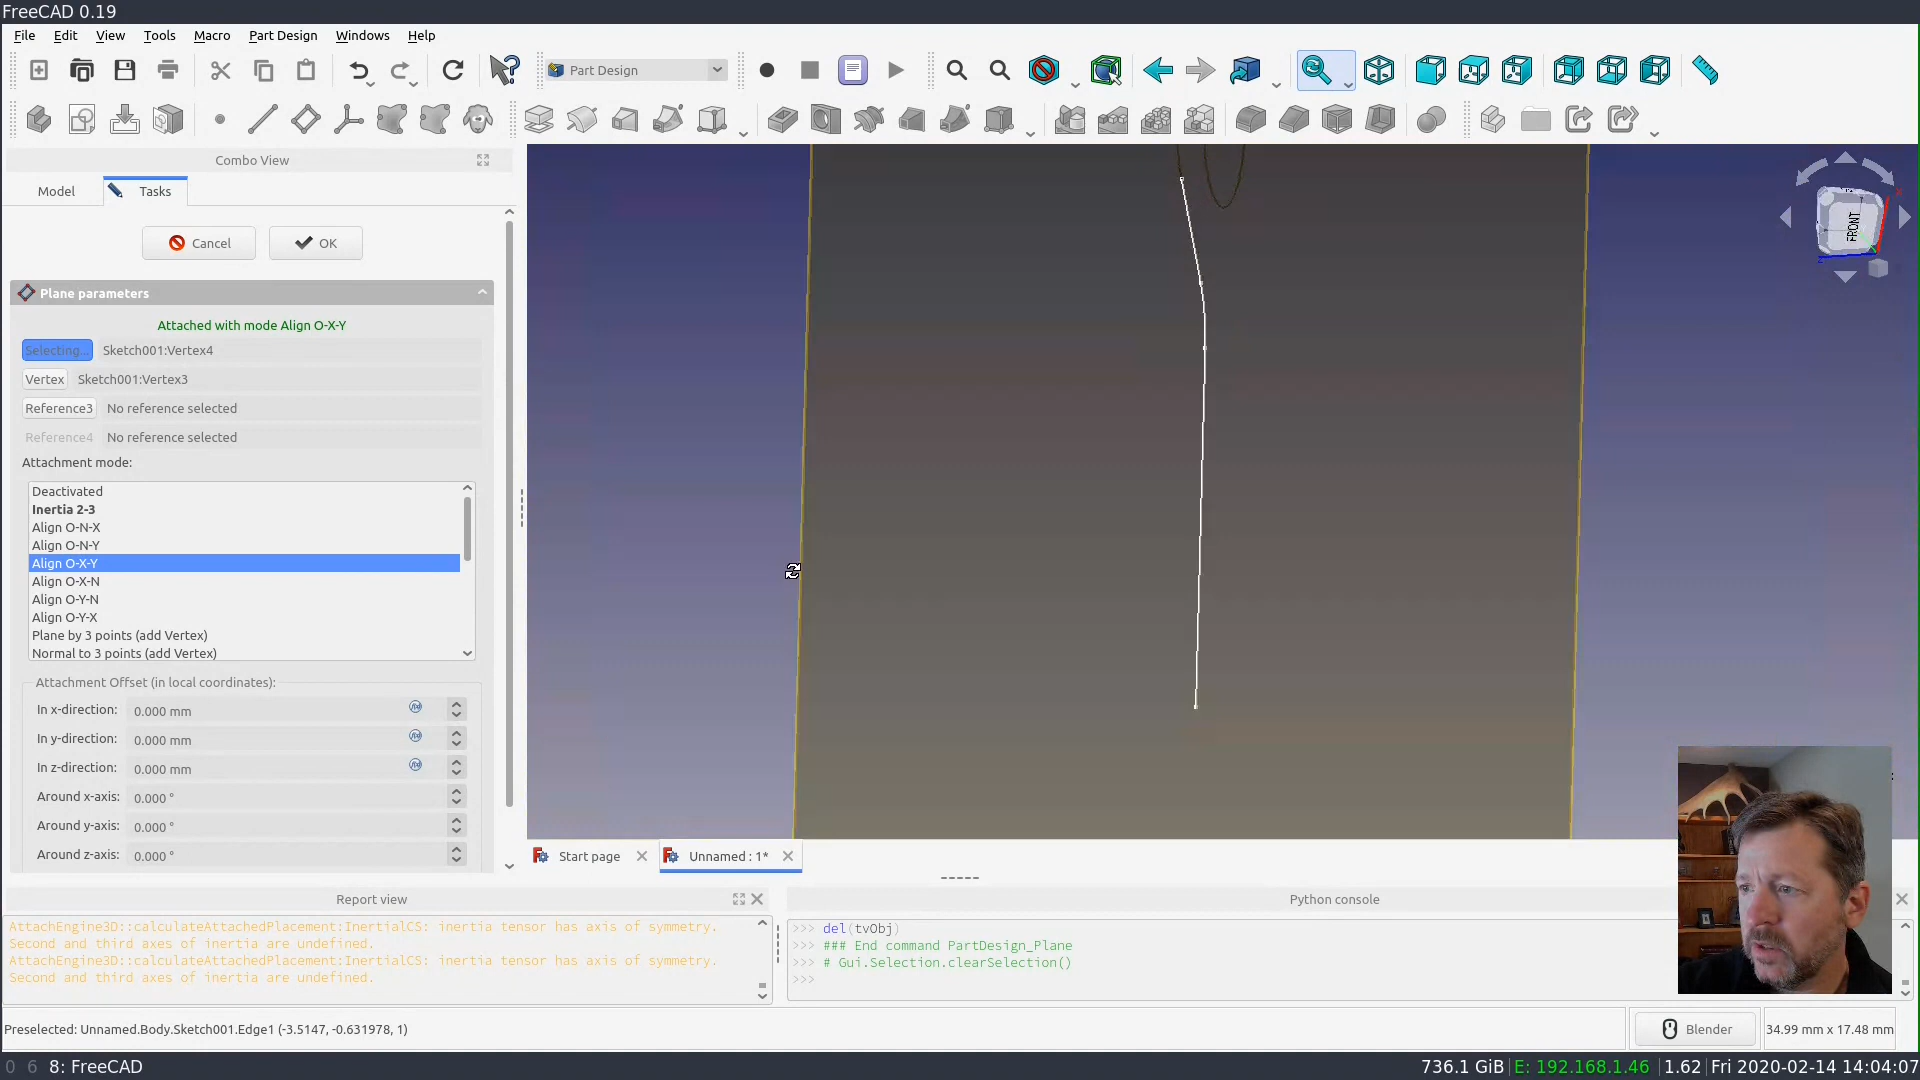 FreeCAD 0.19
File Edit View Tools Macro Part Design Windows Help
Part Design
Combo View
Model Tasks
Cancel OK
Plane parameters
Attached with mode Align O-X-Y
Selecting... Sketch001:Vertex4
Vertex Sketch001:Vertex3
Reference3 No reference selected
Reference4 No reference selected
Attachment mode:
Deactivated
Inertia 2-3
Align O-N-X
Align O-N-Y
Align O-X-Y
Align O-X-N
Align O-Y-N
Align O-Y-X
Plane by 3 points (add Vertex)
Normal to 3 points (add Vertex)
Attachment Offset (in local coordinates):
In x-direction: 0.000 mm
In y-direction: 0.000 mm
In z-direction: 0.000 mm
Around x-axis: 0.000 °
Around y-axis: 0.000 °
Around z-axis: 0.000 °
FRONT
Start page Unnamed : 1*
Report view
AttachEngine3D::calculateAttachedPlacement:InertialCS: inertia tensor has axis of symmetry.
Second and third axes of inertia are undefined.
AttachEngine3D::calculateAttachedPlacement:InertialCS: inertia tensor has axis of symmetry.
Second and third axes of inertia are undefined.
Python console
>>> del(tvObj)
>>> ### End command PartDesign_Plane
>>> # Gui.Selection.clearSelection()
>>>
Preselected: Unnamed.Body.Sketch001.Edge1 (-3.5147, -0.631978, 1)
Blender 34.99 mm x 17.48 mm
0 6 8: FreeCAD
736.1 GiB E: 192.168.1.46 1.62 Fri 2020-02-14 14:04:07